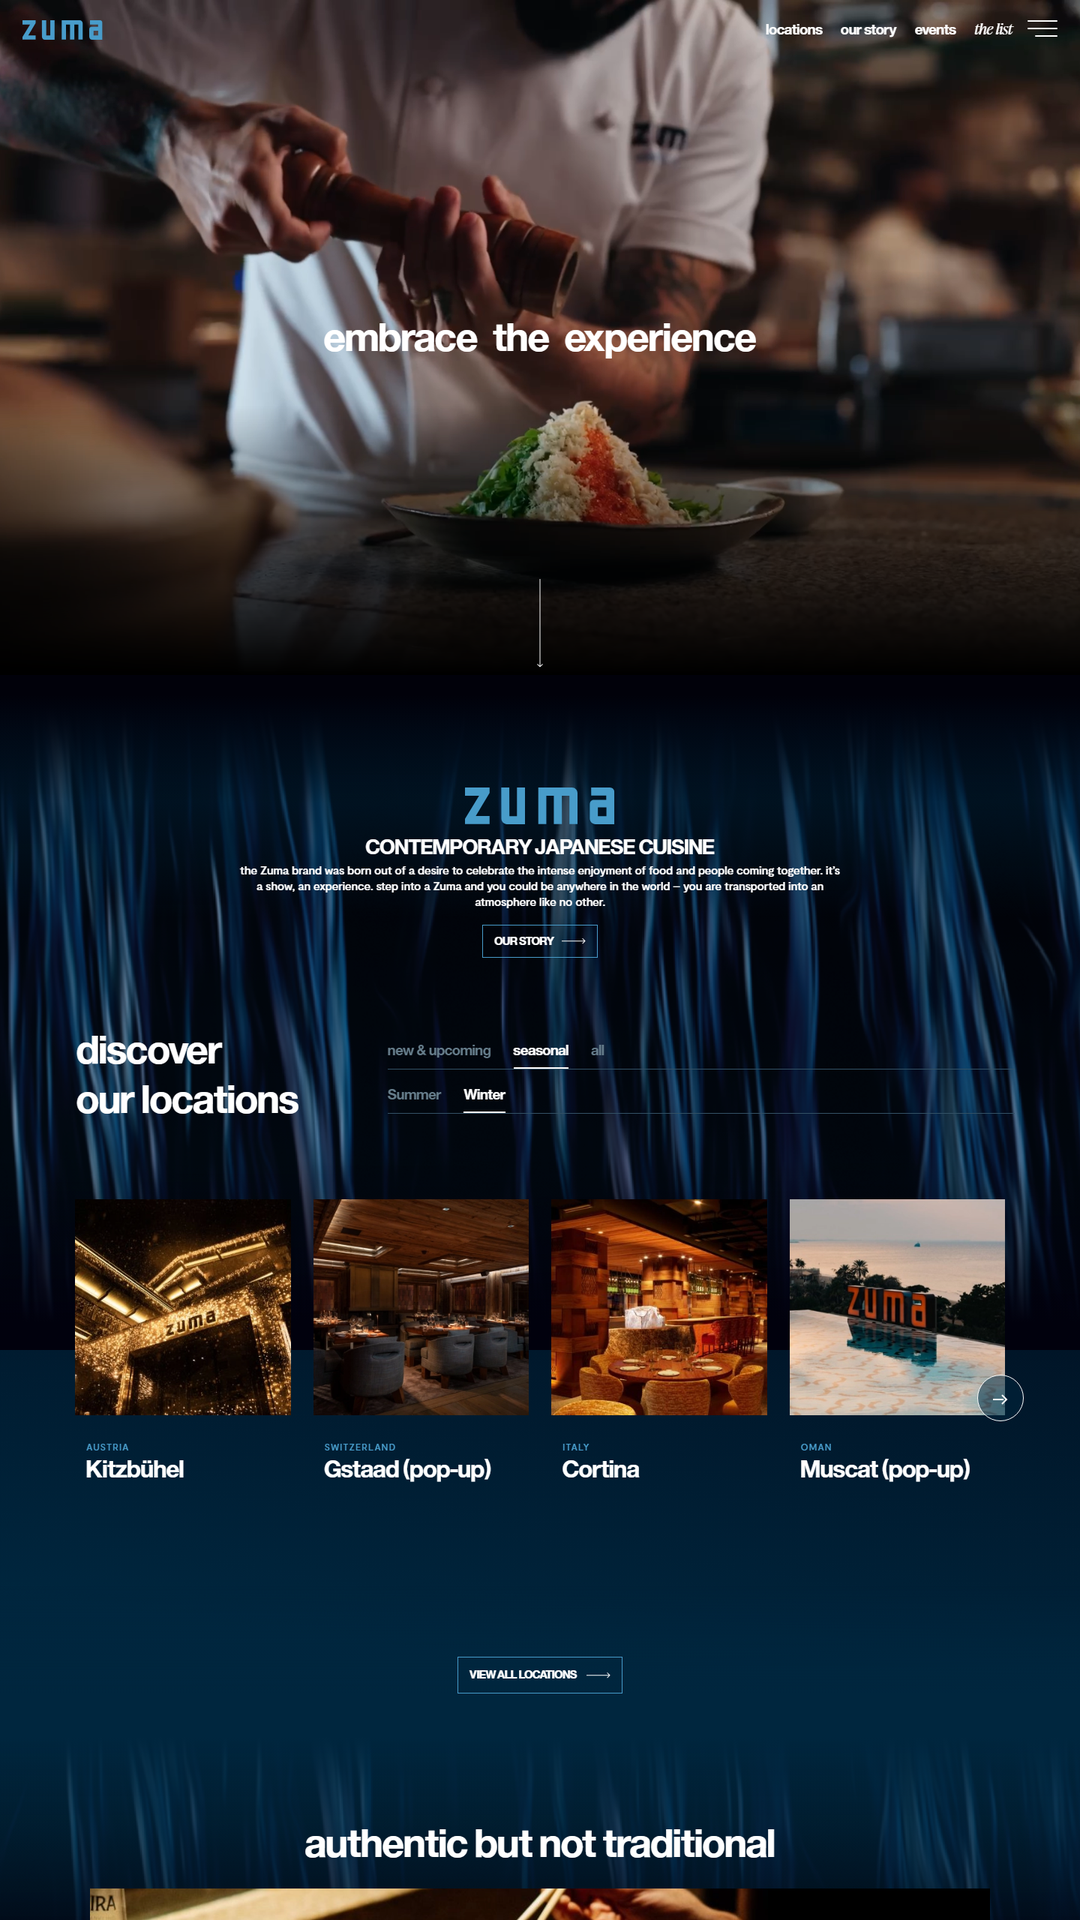 zuma
locations our story events the list
zum
embrace the experience
zuma
CONTEMPORARY JAPANESE CUISINE
the Zuma brand was born out of a desire to celebrate the intense enjoyment of food and people coming together. it's
a show, an experience. step into a Zuma and you could be anywhere in the world – you are transported into an
atmosphere like no other.
OUR STORY
discover
our locations
new & upcoming seasonal all
Summer Winter
zuma
zuma
AUSTRIA
Kitzbühel
SWITZERLAND
Gstaad (pop-up)
ITALY
Cortina
OMAN
Muscat (pop-up)
VIEW ALL LOCATIONS
authentic but not traditional
IRA